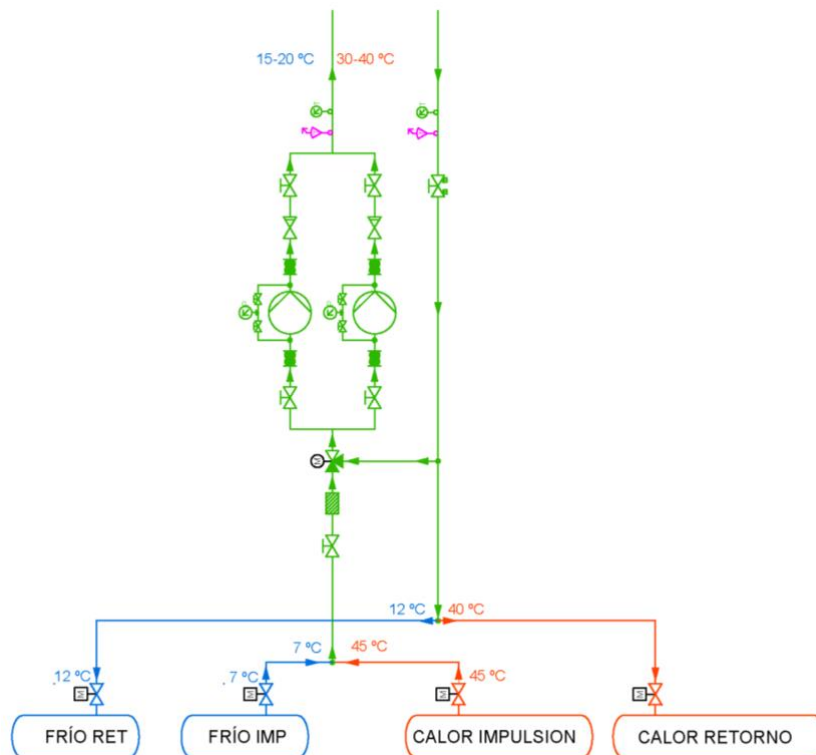 15-20 ºC 30-40 ºC
M
12 ºC 40 ºC
7 ºC 45 ºC
.12 ºC . 7 ºC 45 ºC
M M M M
FRÍO RET FRÍO IMP CALOR IMPULSION CALOR RETORNO